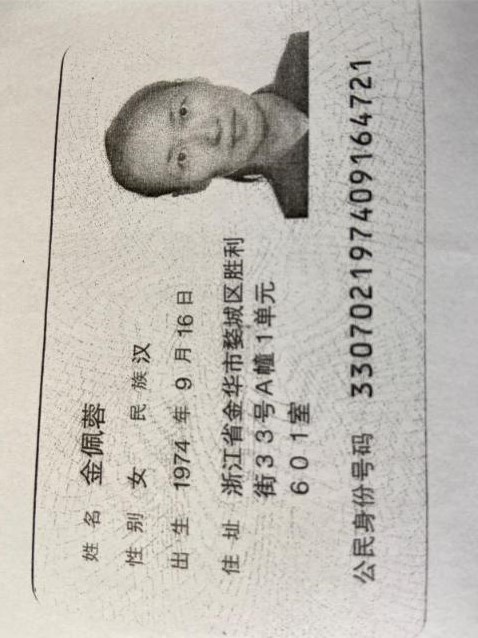 姓名 金佩蓉
性别 女 民族 汉
出生 1974 年 9 月 16 日
住址 浙江省金华市婺城区胜利
街33号A幢1单元
601室
公民身份号码 330702197409164721